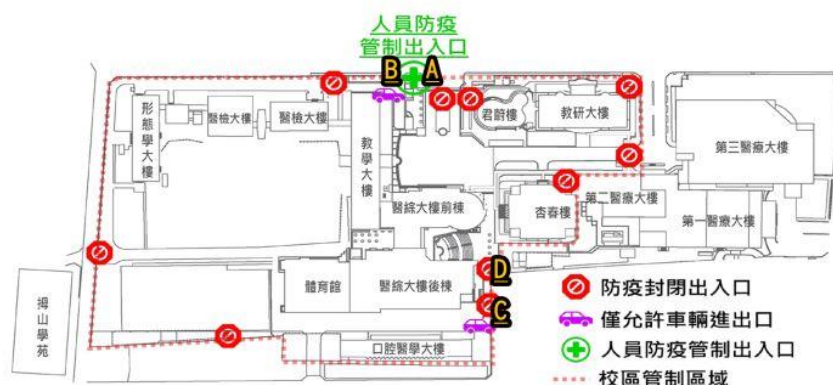 人員防疫
管制出入口
B
A
形態學大樓
醫檢大樓
醫檢大樓
教學大樓
君蔚樓
教研大樓
第三醫療大樓
醫綜大樓前棟
杏春樓
第二醫療大樓
第一醫療大樓
拇山學苑
體育館
醫綜大樓後棟
D
C
口腔醫學大樓
防疫封閉出入口
僅允許車輛進出口
人員防疫管制出入口
校區管制區域